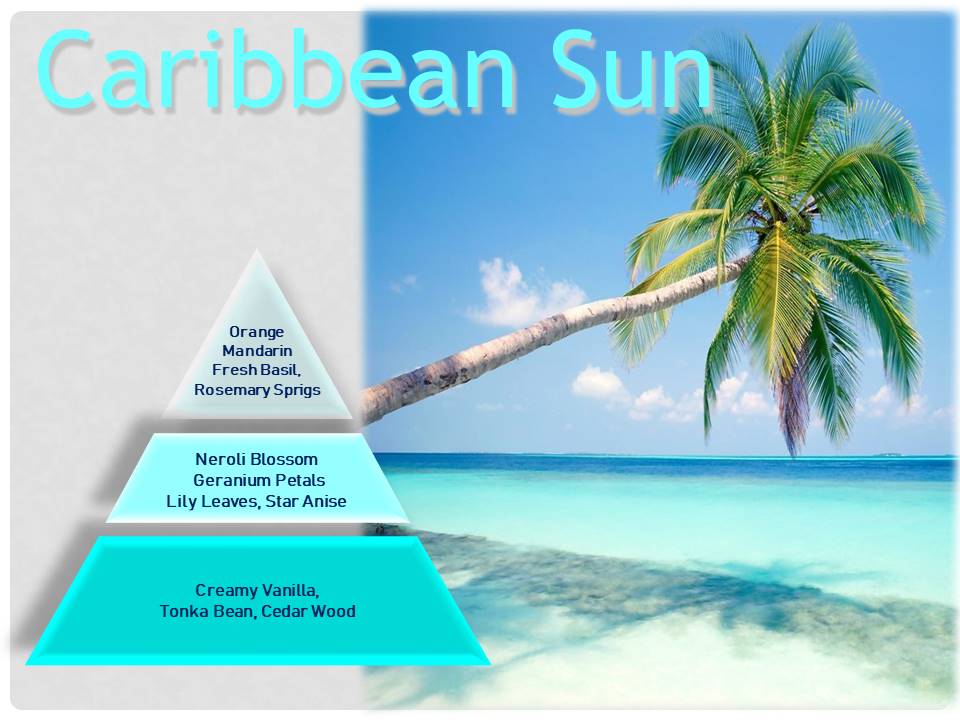 Caribbean Sun
Orange
Mandarin
Fresh Basil,
Rosemary Sprigs
Neroli Blossom
Geranium Petals
Lily Leaves, Star Anise
Creamy Vanilla,
Tonka Bean, Cedar Wood